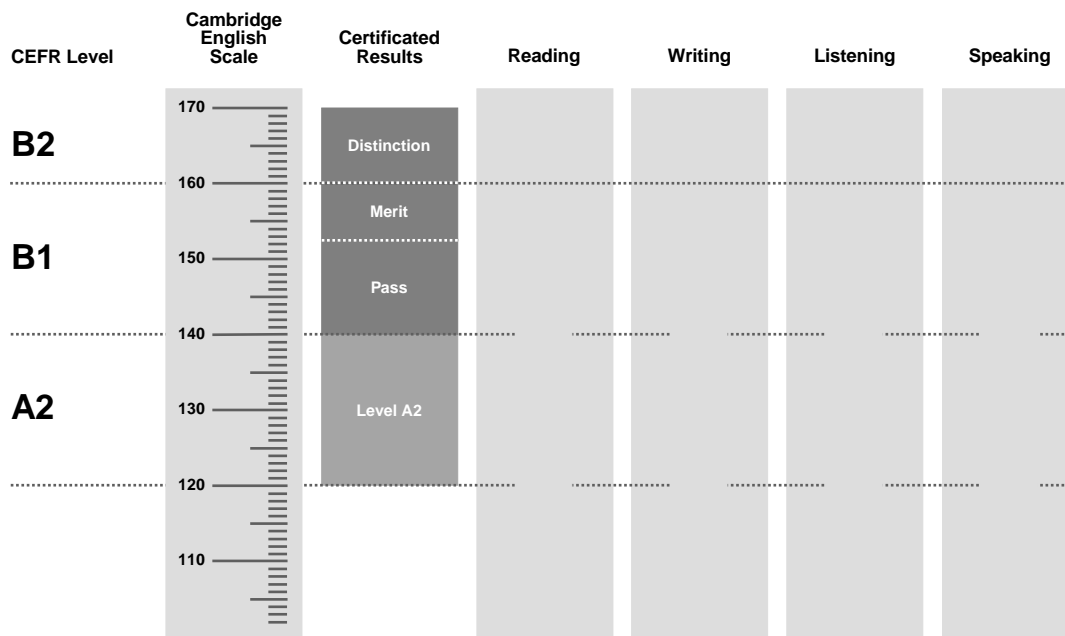 CEFR Level
Cambridge
English
Scale
Certificated
Results
Reading
Writing
Listening
Speaking
170
B2
Distinction
160
Merit
B1
150
Pass
140
A2
130
Level A2
120
110